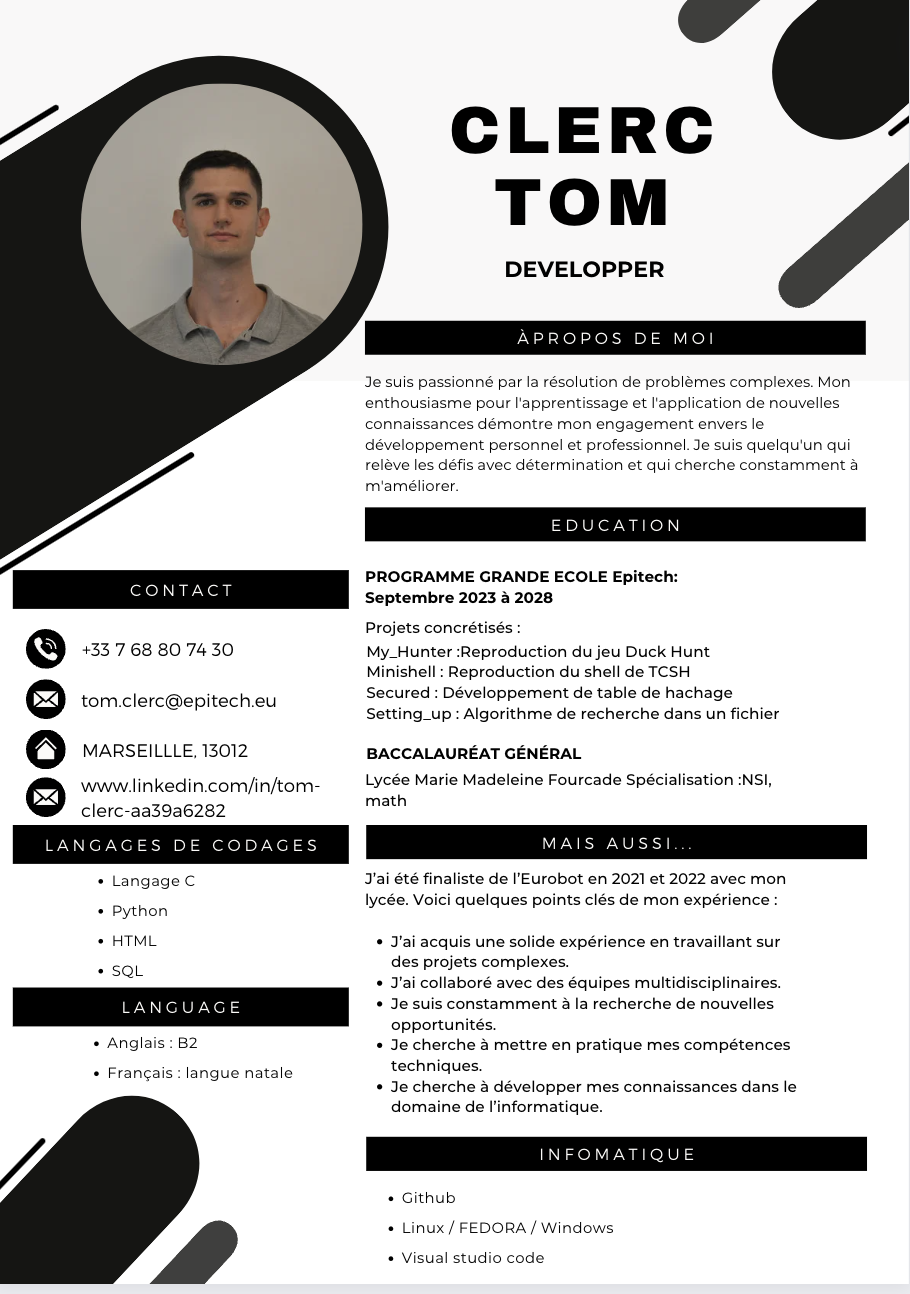 CLERC
TOM
DEVELOPPER
ÀPROPOS DE MOI
Je suis passionné par la résolution de problèmes complexes. Mon
enthousiasme pour l'apprentissage et l'application de nouvelles
connaissances démontre mon engagement envers le
développement personnel et professionnel. Je suis quelqu'un qui
relève les défis avec détermination et qui cherche constamment à
m'améliorer.
EDUCATION
PROGRAMME GRANDE ECOLE Epitech:
Septembre 2023 à 2028
Projets concrétisés :
My_Hunter :Reproduction du jeu Duck Hunt
Minishell : Reproduction du shell de TCSH
Secured : Développement de table de hachage
Setting_up : Algorithme de recherche dans un fichier
BACCALAURÉAT GÉNÉRAL
Lycée Marie Madeleine Fourcade Spécialisation :NSI,
math
CONTACT
+33 7 68 80 74 30
tom.clerc@epitech.eu
MARSEILLLE, 13012
www.linkedin.com/in/tom-
clerc-aa39a6282
LANGAGES DE CODAGES
• Langage C
• Python
• HTML
• SQL
LANGUAGE
• Anglais : B2
• Français : langue natale
MAIS AUSSI...
J’ai été finaliste de l’Eurobot en 2021 et 2022 avec mon
lycée. Voici quelques points clés de mon expérience :
• J’ai acquis une solide expérience en travaillant sur
des projets complexes.
• J’ai collaboré avec des équipes multidisciplinaires.
• Je suis constamment à la recherche de nouvelles
opportunités.
• Je cherche à mettre en pratique mes compétences
techniques.
• Je cherche à développer mes connaissances dans le
domaine de l’informatique.
INFOMATIQUE
• Github
• Linux / FEDORA / Windows
• Visual studio code